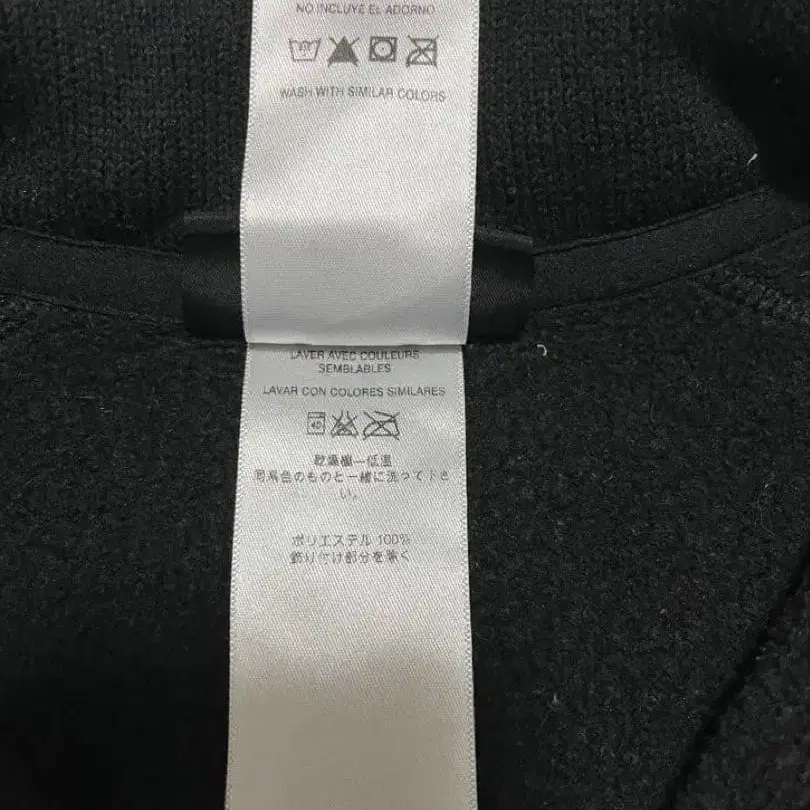 NO INCLUYE EL ADORNO
WASH WITH SIMILAR COLORS
LAVER AVEC COULEURS
SEMBLABLES
LAVAR CON COLORES SIMILARES
40
乾燥機—低温
同系色のものと一緒に洗って下さ
い。
ポリエステル 100%
飾り付け部分を除く